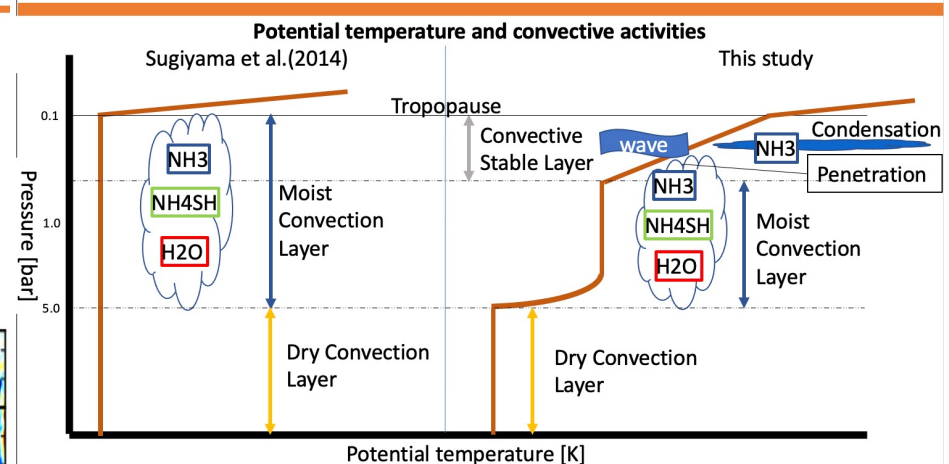 Potential temperature and convective activities
Sugiyama et al.(2014)
This study
Tropopause
0.1
Convective
Stable Layer
wave
Condensation
NH3
Penetration
NH3
NH4SH
H2O
Moist
Convection
Layer
NH3
NH4SH
H2O
Moist
Convection
Layer
Pressure [bar]
1.0
5.0
Dry Convection
Layer
Dry Convection
Layer
Potential temperature [K]